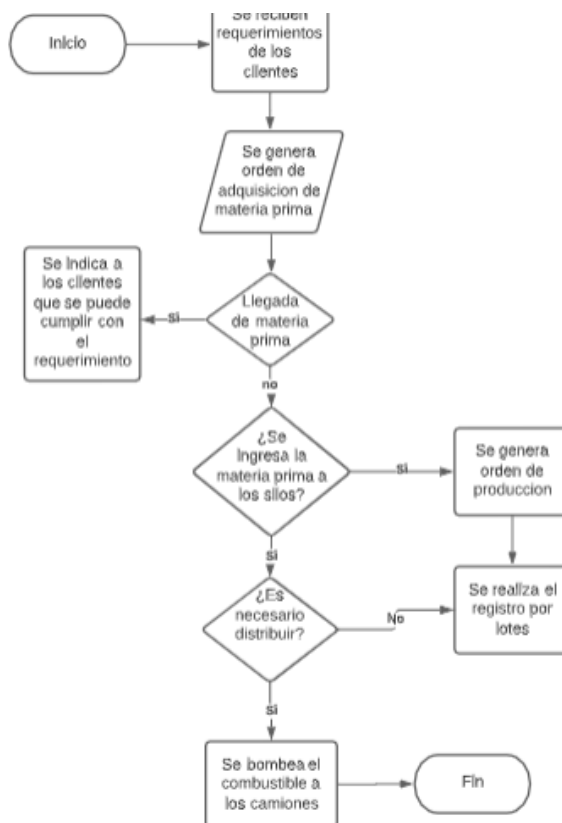 Inicio
Se reciben
requerimientos
de los
clientes
Se genera
orden de
adquisicion de
materia prima
Se indica a
los clientes
que se puede
cumplir con
el
requerimiento
Si
Llegada
de materia
prima
no
¿Se
ingresa la
materia prima a
los silos?
Si
Se genera
orden de
produccion
Si
¿Es
necesario
distribuir?
No
Se realiza el
registro por
lotes
Si
Se bombea el
combustible a
los camiones
Fin